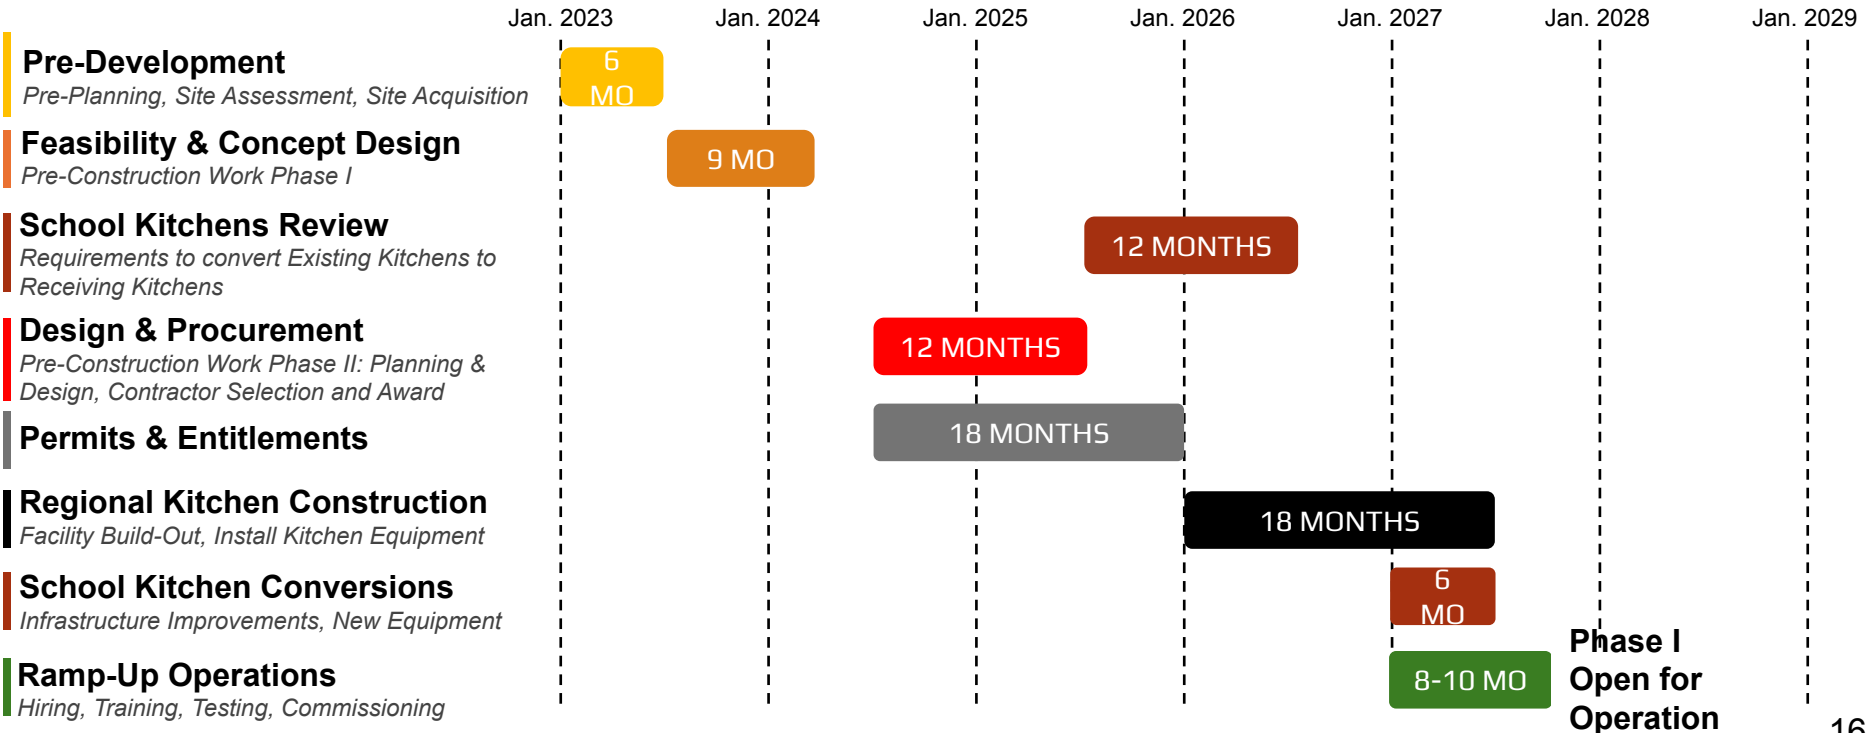 Jan. 2023 Jan. 2024 Jan. 2025 Jan. 2026 Jan. 2027 Jan. 2028 Jan. 2029
Pre-Development
Pre-Planning, Site Assessment, Site Acquisition
6
MO
Feasibility & Concept Design
Pre-Construction Work Phase I
9 MO
School Kitchens Review
Requirements to convert Existing Kitchens to
Receiving Kitchens
12 MONTHS
Design & Procurement
Pre-Construction Work Phase II: Planning &
Design, Contractor Selection and Award
12 MONTHS
Permits & Entitlements
18 MONTHS
Regional Kitchen Construction
Facility Build-Out, Install Kitchen Equipment
18 MONTHS
School Kitchen Conversions
Infrastructure Improvements, New Equipment
6
MO
Ramp-Up Operations
Hiring, Training, Testing, Commissioning
8-10 MO
Phase I
Open for
Operation
16